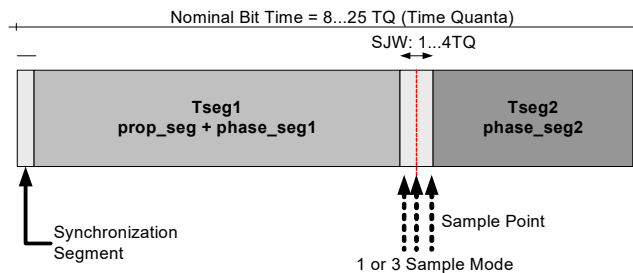 Nominal Bit Time = 8...25 TQ (Time Quanta)
SJW: 1...4TQ
Tseg1
prop_seg + phase_seg1
Tseg2
phase_seg2
Synchronization
Segment
Sample Point
1 or 3 Sample Mode